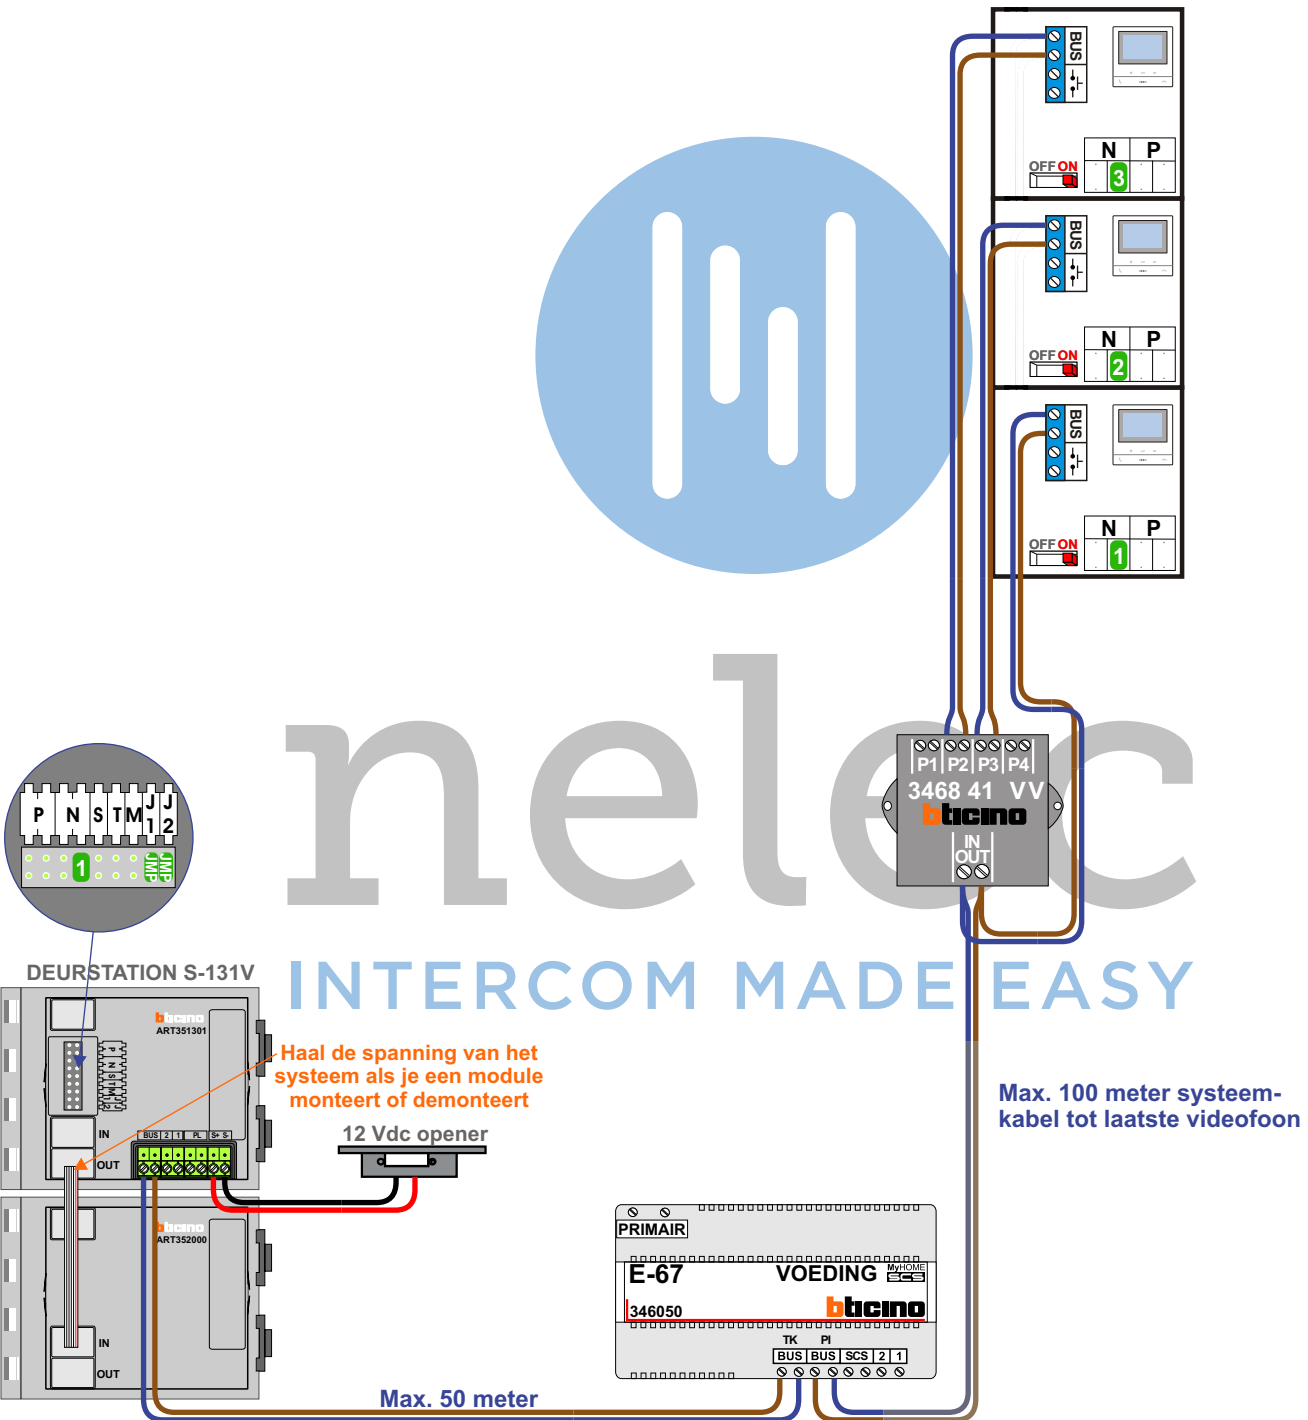 BUS
N P
OFF ON
3
BUS
N P
OFF ON
2
BUS
N P
OFF ON
1
nelec
INTERCOM MADE EASY
P1 P2 P3 P4
3468 41 VV
bticino
IN
OUT
P N S T M J1 J2
1 JMP JMP
DEURSTATION S-131V
bticino
ART351301
P N S T M J1 J2
IN
OUT
BUS 2 1 PL S+ S-
Haal de spanning van het
systeem als je een module
monteert of demonteert
12 Vdc opener
Max. 100 meter systeem-
kabel tot laatste videofoon
bticino
ART352000
IN
OUT
PRIMAIR
E-67 VOEDING MyHOME
SCS
346050 bticino
TK PI
BUS BUS SCS 2 1
Max. 50 meter